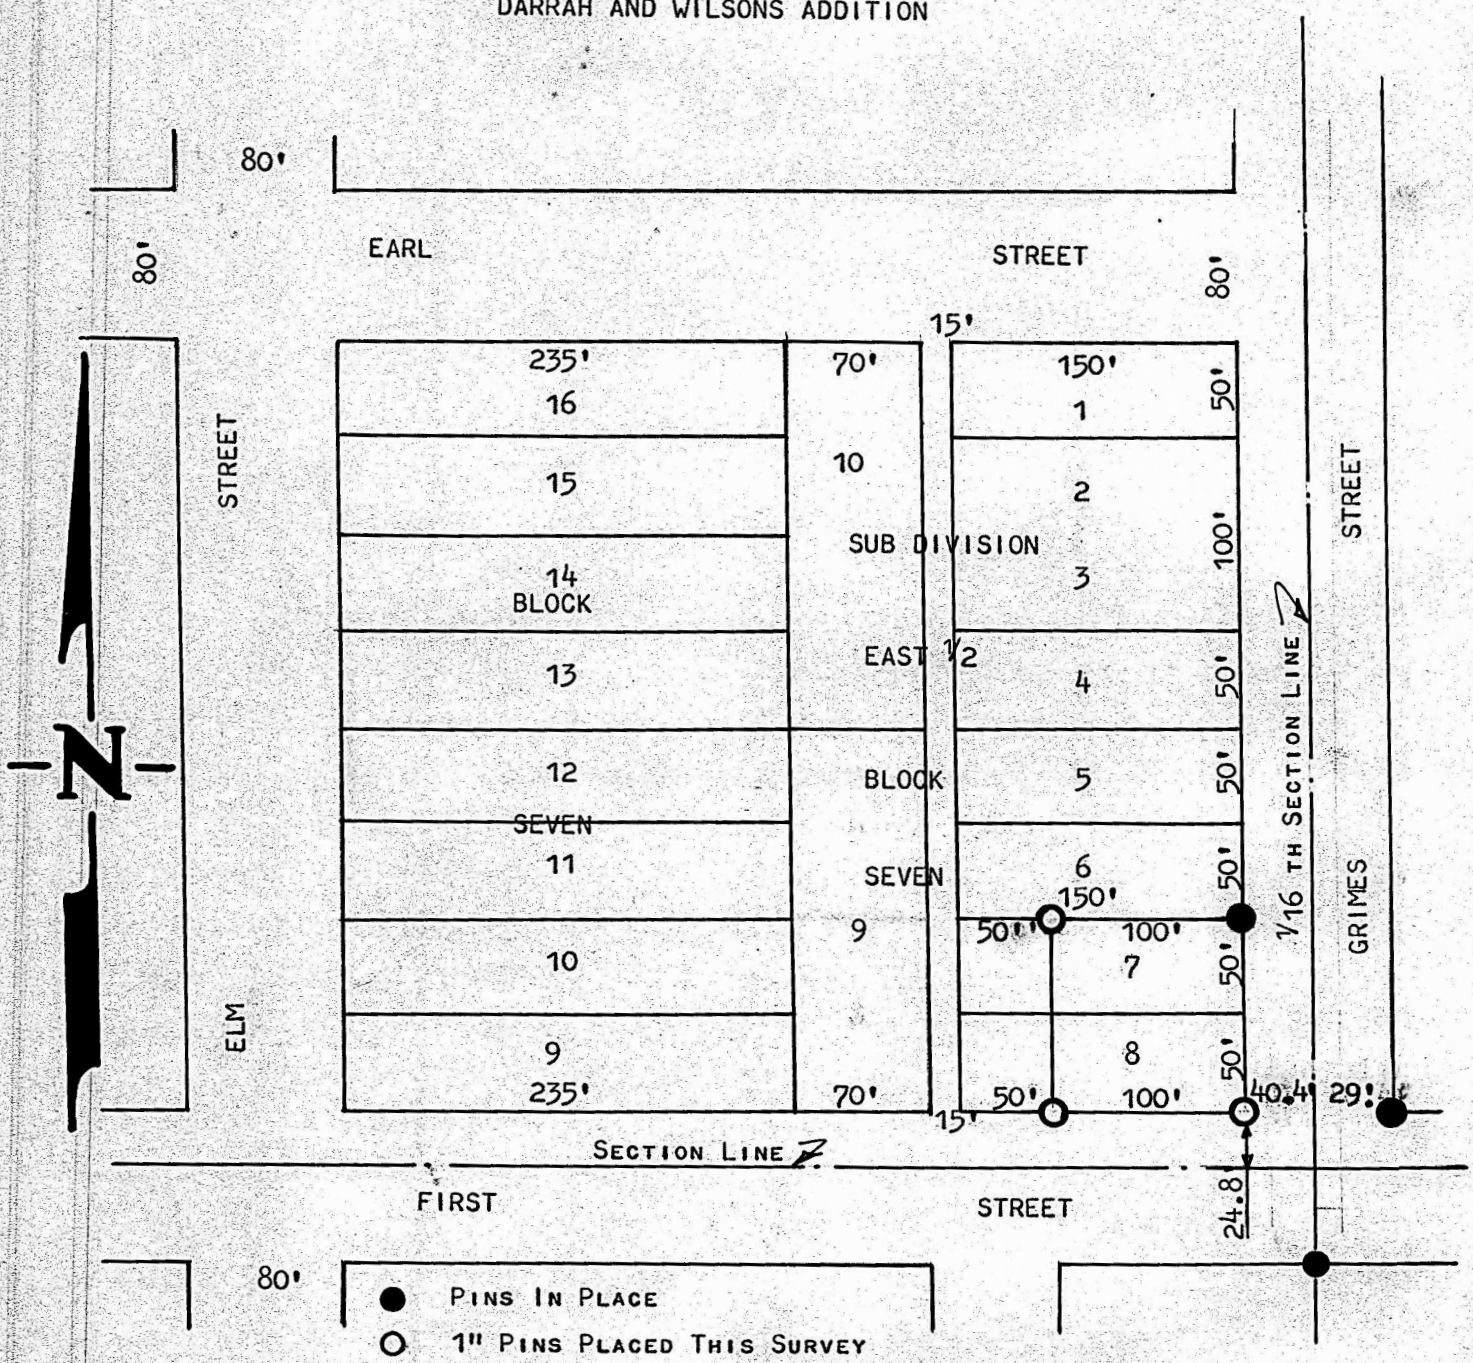 DARRAH AND WILSONS ADDITION
80'
80'
EARL STREET
80'
15'
235' 70' 150' 50'
16 1
10
15 2
STREET
STREET
SUB DIVISION
100'
14 3
BLOCK
EAST 1/2
13 4 50'
N
12 BLOCK 5 50'
SEVEN
11 SEVEN 6 50'
1/16 TH SECTION LINE
150'
9 50' 100'
GRIMES
10 7 50'
ELM
9 8 50'
235' 70' 50' 100' 40.4' 29'
15'
SECTION LINE
24.8'
FIRST STREET
80'
PINS IN PLACE
1" PINS PLACED THIS SURVEY